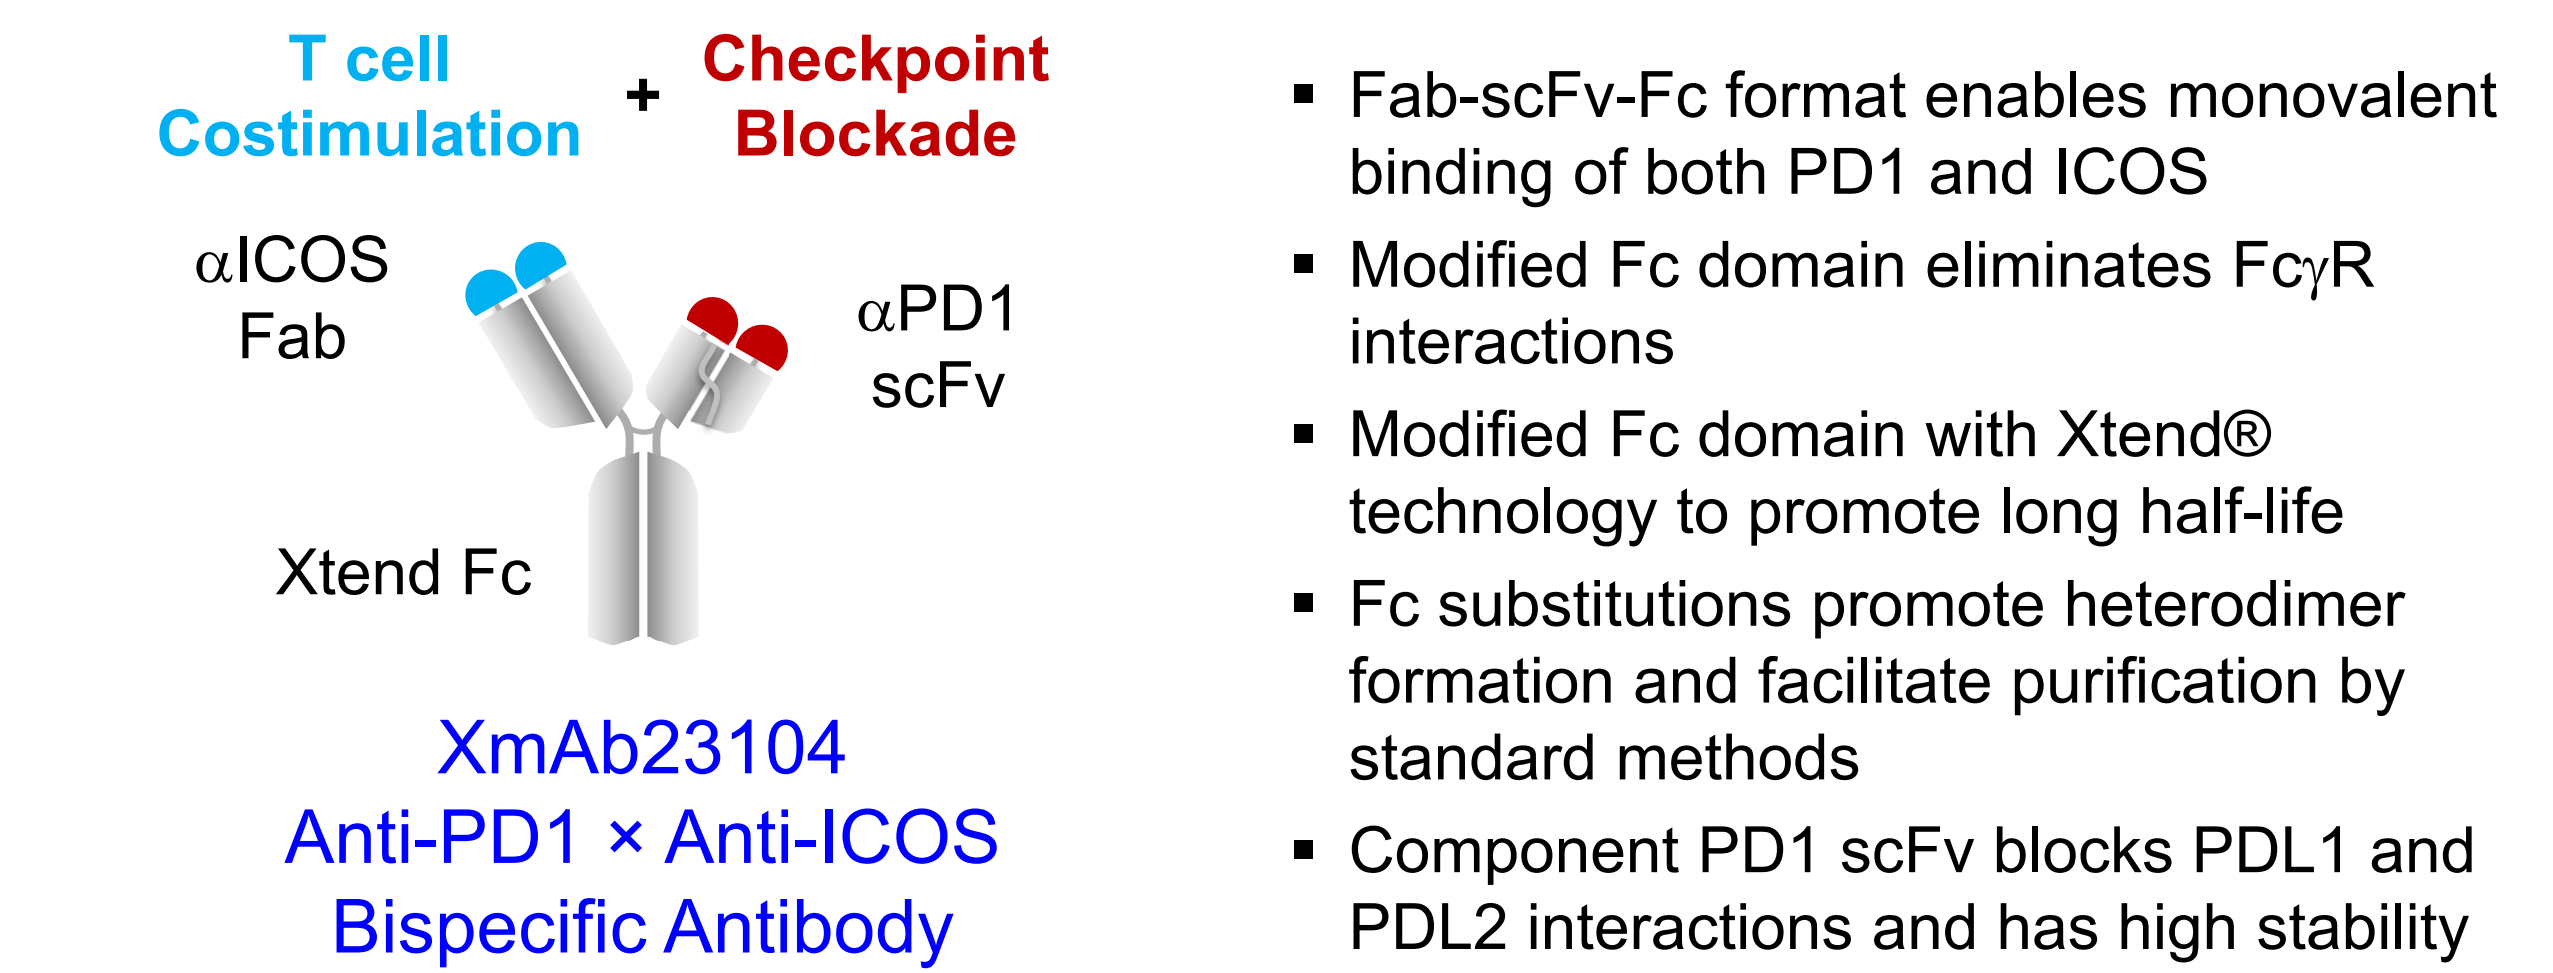 T cell
Costimulation
+
Checkpoint
Blockade
αICOS
Fab
αPD1
scFv
Xtend Fc
XmAb23104
Anti-PD1 × Anti-ICOS
Bispecific Antibody
▪ Fab-scFv-Fc format enables monovalent
binding of both PD1 and ICOS
▪ Modified Fc domain eliminates FcγR
interactions
▪ Modified Fc domain with Xtend®
technology to promote long half-life
▪ Fc substitutions promote heterodimer
formation and facilitate purification by
standard methods
▪ Component PD1 scFv blocks PDL1 and
PDL2 interactions and has high stability